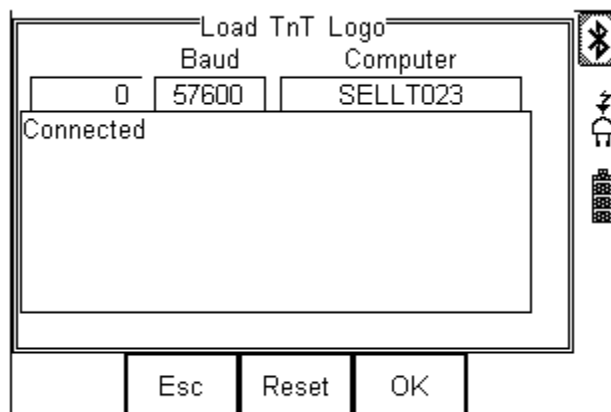 Load TnT Logo
Baud Computer
0 57600 SELLT023
Connected
Esc Reset OK